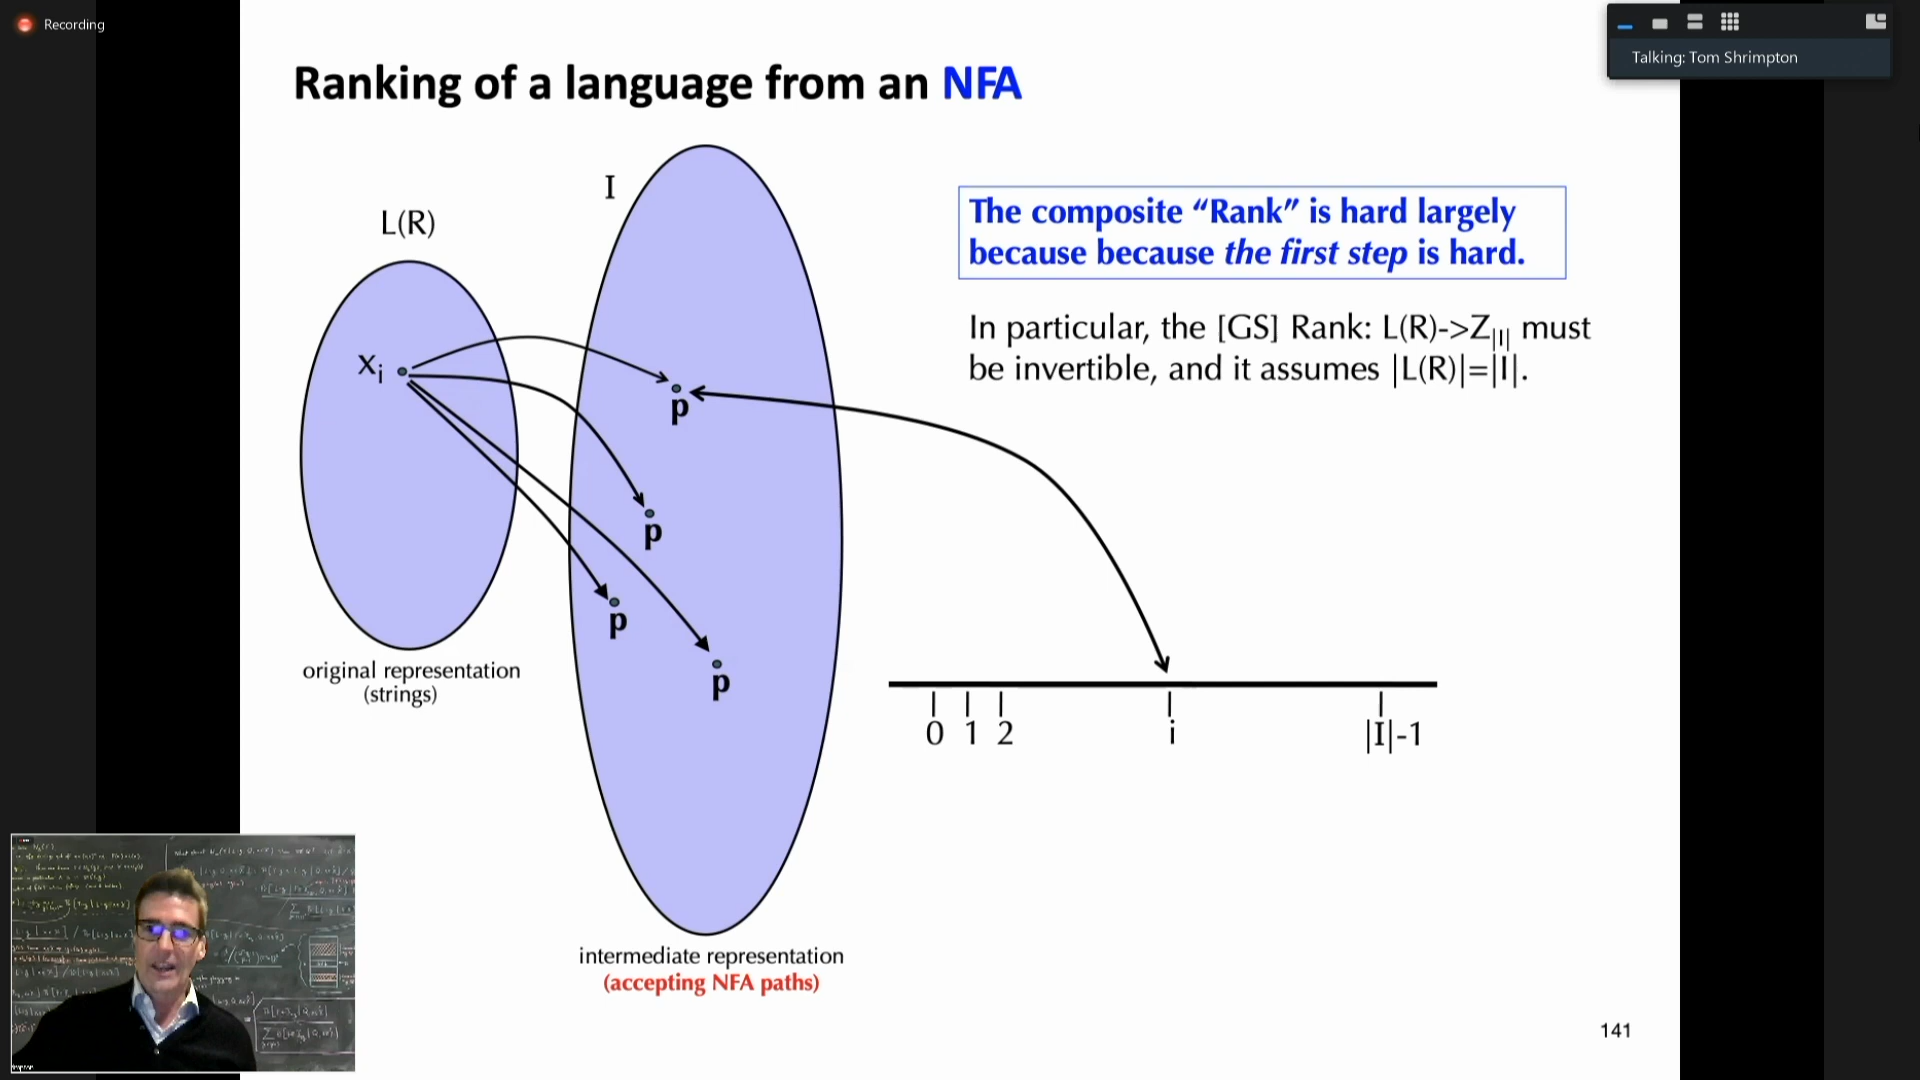 Recording
Talking: Tom Shrimpton
Ranking of a language from an NFA
I
L(R)
The composite “Rank” is hard largely
because because the first step is hard.
In particular, the [GS] Rank: L(R)->Z|I| must
be invertible, and it assumes |L(R)|=|I|.
xi
p
p
p
p
original representation
(strings)
0 1 2 i |I|-1
intermediate representation
(accepting NFA paths)
141